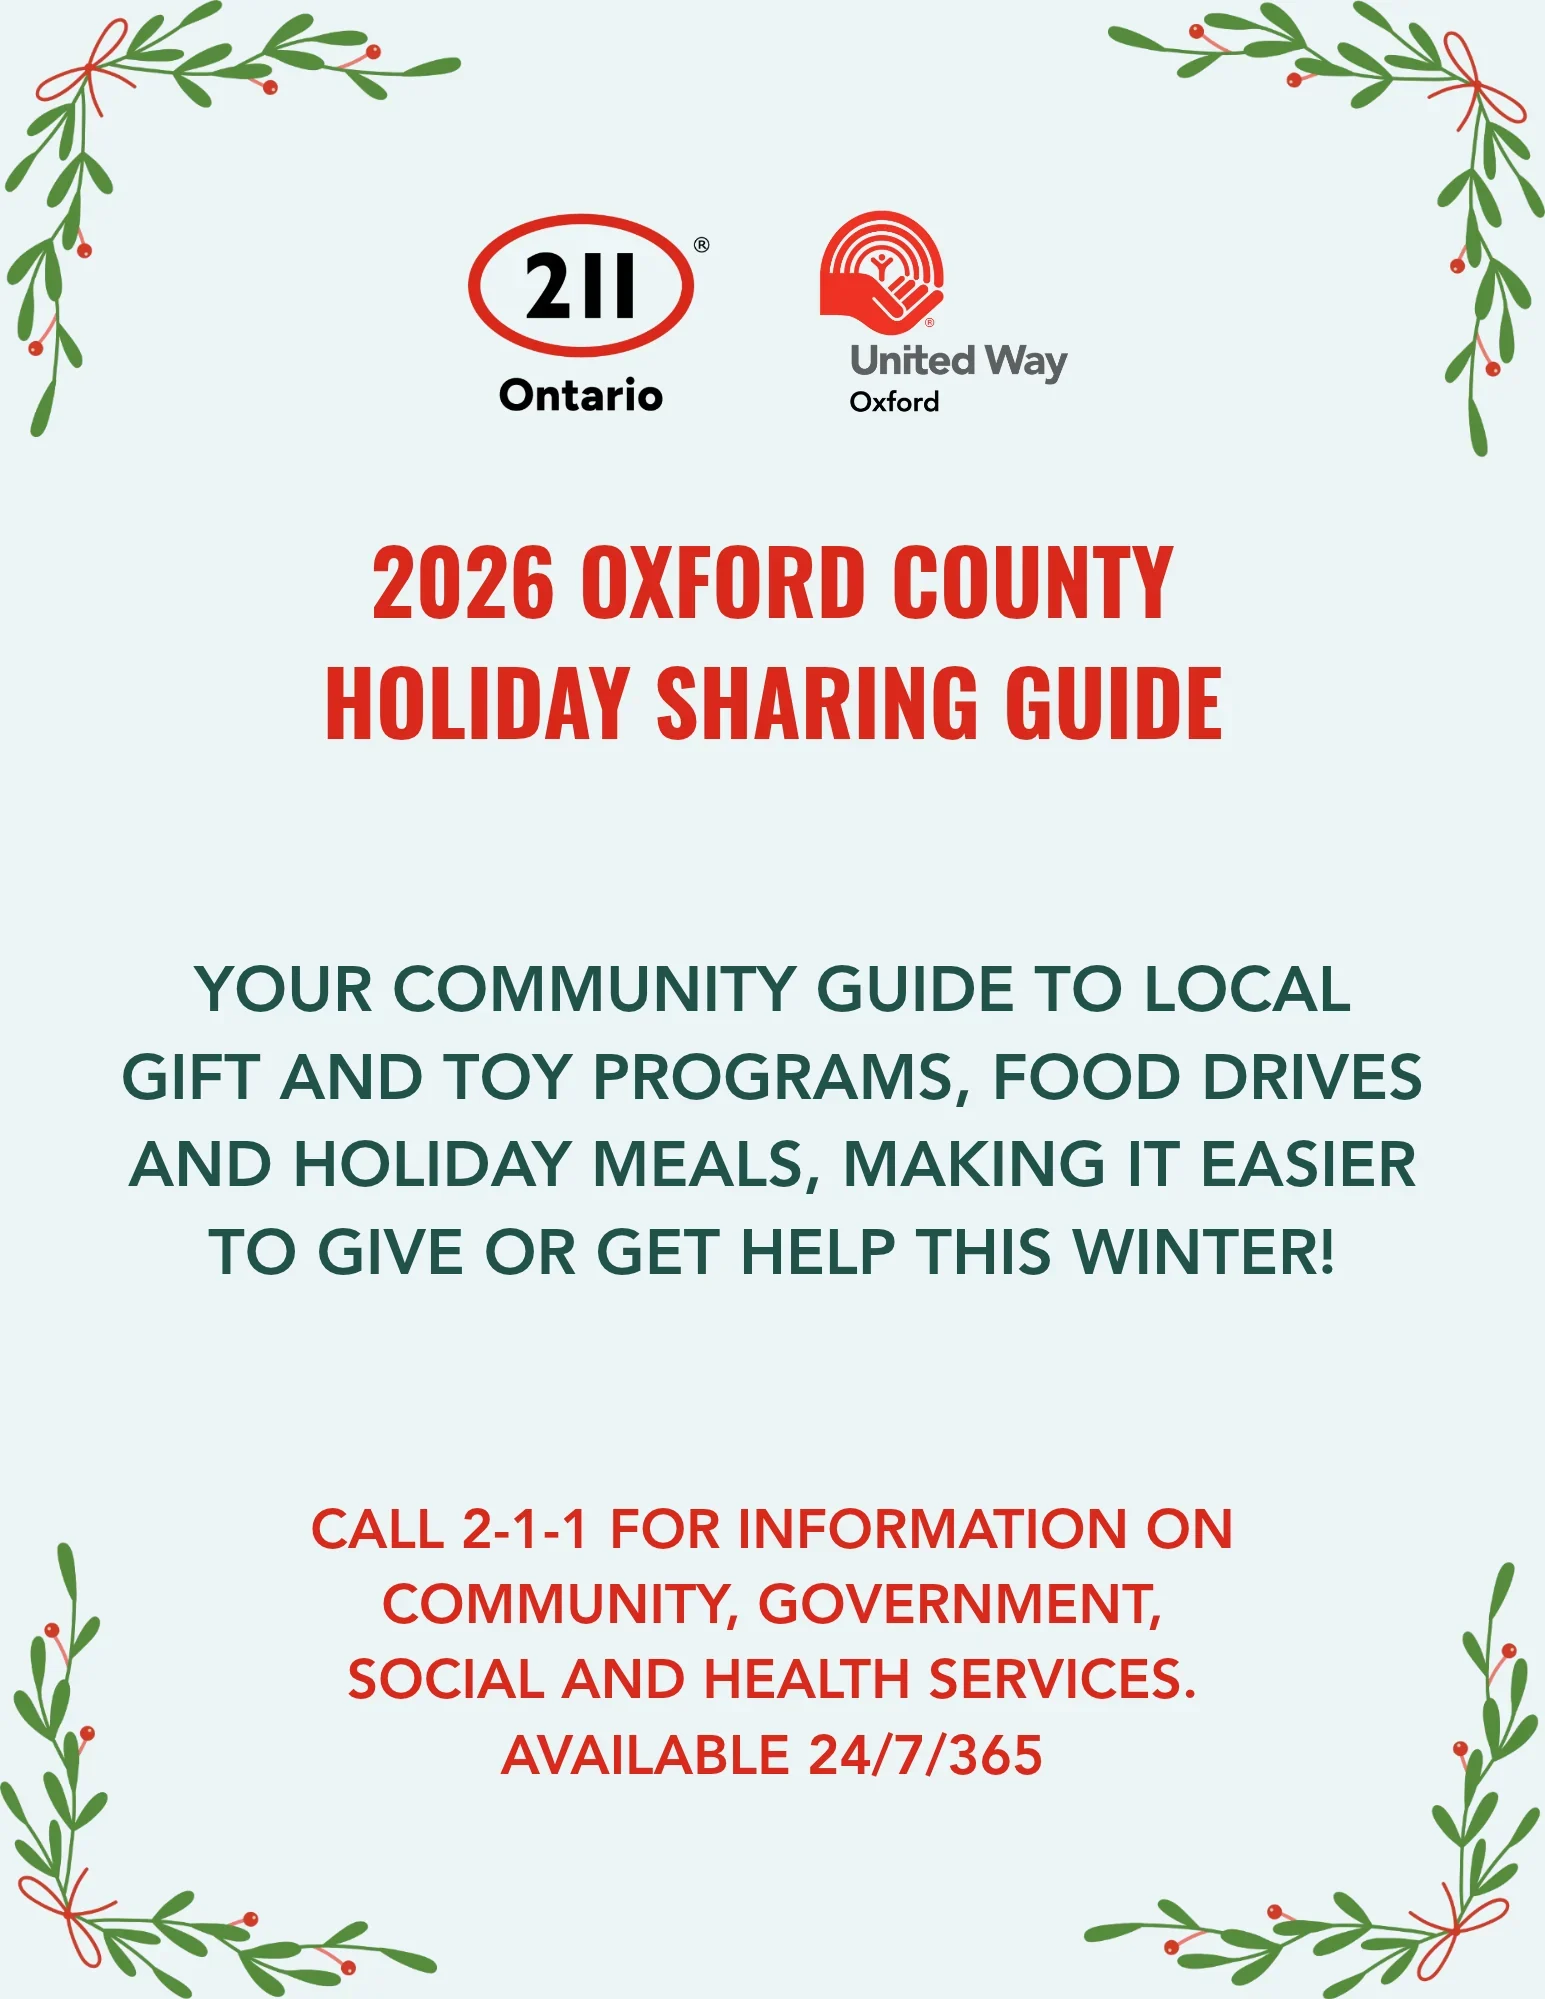 211®
Ontario
®
United Way
Oxford
2026 OXFORD COUNTY
HOLIDAY SHARING GUIDE
YOUR COMMUNITY GUIDE TO LOCAL
GIFT AND TOY PROGRAMS, FOOD DRIVES
AND HOLIDAY MEALS, MAKING IT EASIER
TO GIVE OR GET HELP THIS WINTER!
CALL 2-1-1 FOR INFORMATION ON
COMMUNITY, GOVERNMENT,
SOCIAL AND HEALTH SERVICES.
AVAILABLE 24/7/365